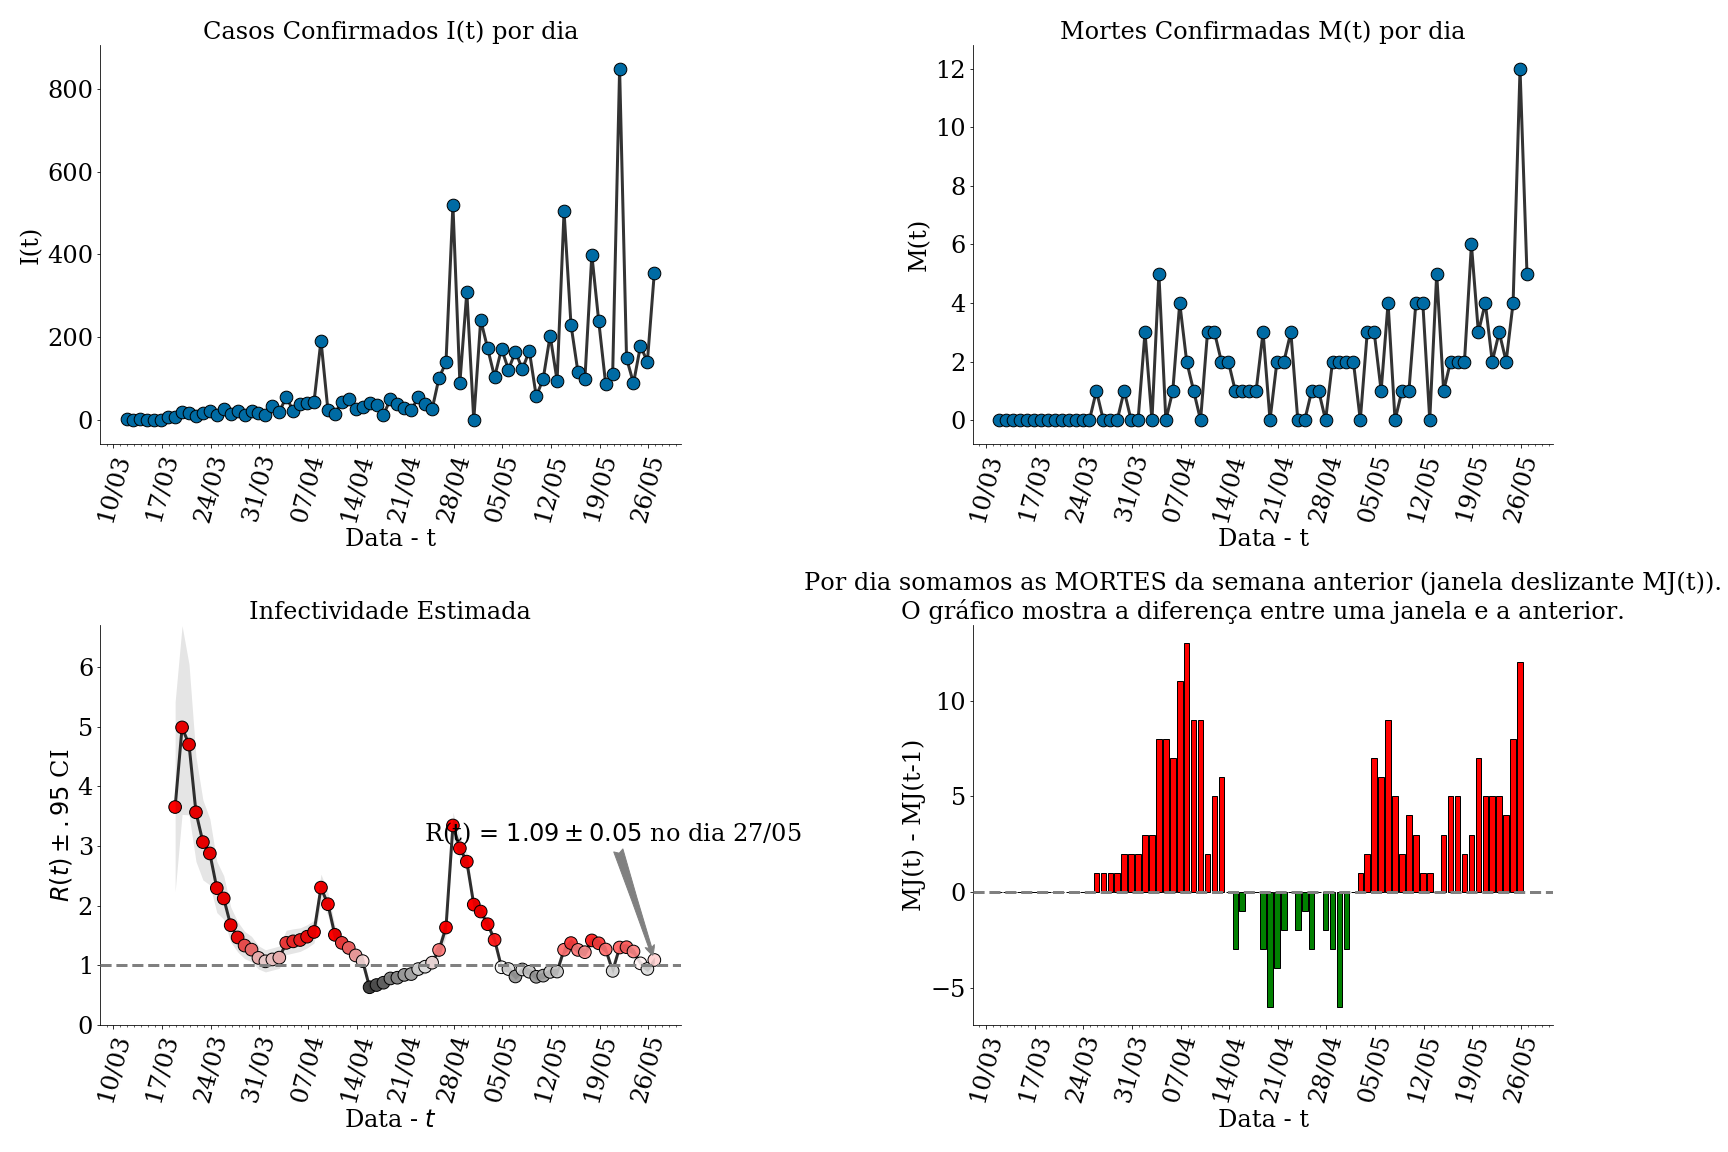 Casos Confirmados I(t) por dia
I(t)
800
600
400
200
0
10/03 17/03 24/03 31/03 07/04 14/04 21/04 28/04 05/05 12/05 19/05 26/05
Data - t
Mortes Confirmadas M(t) por dia
M(t)
12
10
8
6
4
2
0
10/03 17/03 24/03 31/03 07/04 14/04 21/04 28/04 05/05 12/05 19/05 26/05
Data - t
Infectividade Estimada
R(t) ± .95 CI
6
5
4
3
2
1
0
R(t) = 1.09 ± 0.05 no dia 27/05
10/03 17/03 24/03 31/03 07/04 14/04 21/04 28/04 05/05 12/05 19/05 26/05
Data - t
Por dia somamos as MORTES da semana anterior (janela deslizante MJ(t)).
O gráfico mostra a diferença entre uma janela e a anterior.
MJ(t) - MJ(t-1)
10
5
0
−5
10/03 17/03 24/03 31/03 07/04 14/04 21/04 28/04 05/05 12/05 19/05 26/05
Data - t